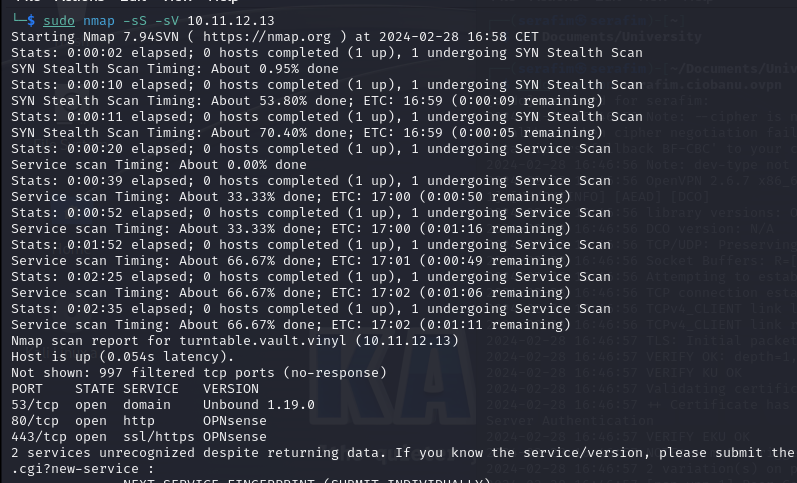 └─$ sudo nmap -sS -sV 10.11.12.13
Starting Nmap 7.94SVN ( https://nmap.org ) at 2024-02-28 16:58 CET
Stats: 0:00:02 elapsed; 0 hosts completed (1 up), 1 undergoing SYN Stealth Scan
SYN Stealth Scan Timing: About 0.95% done
Stats: 0:00:10 elapsed; 0 hosts completed (1 up), 1 undergoing SYN Stealth Scan
SYN Stealth Scan Timing: About 53.80% done; ETC: 16:59 (0:00:09 remaining)
Stats: 0:00:11 elapsed; 0 hosts completed (1 up), 1 undergoing SYN Stealth Scan
SYN Stealth Scan Timing: About 70.40% done; ETC: 16:59 (0:00:05 remaining)
Stats: 0:00:20 elapsed; 0 hosts completed (1 up), 1 undergoing Service Scan
Service scan Timing: About 0.00% done
Stats: 0:00:39 elapsed; 0 hosts completed (1 up), 1 undergoing Service Scan
Service scan Timing: About 33.33% done; ETC: 17:00 (0:00:50 remaining)
Stats: 0:00:52 elapsed; 0 hosts completed (1 up), 1 undergoing Service Scan
Service scan Timing: About 33.33% done; ETC: 17:00 (0:01:16 remaining)
Stats: 0:01:52 elapsed; 0 hosts completed (1 up), 1 undergoing Service Scan
Service scan Timing: About 66.67% done; ETC: 17:01 (0:00:49 remaining)
Stats: 0:02:25 elapsed; 0 hosts completed (1 up), 1 undergoing Service Scan
Service scan Timing: About 66.67% done; ETC: 17:02 (0:01:06 remaining)
Stats: 0:02:35 elapsed; 0 hosts completed (1 up), 1 undergoing Service Scan
Service scan Timing: About 66.67% done; ETC: 17:02 (0:01:11 remaining)
Nmap scan report for turntable.vault.vinyl (10.11.12.13)
Host is up (0.054s latency).
Not shown: 997 filtered tcp ports (no-response)
PORT    STATE SERVICE   VERSION
53/tcp  open  domain    Unbound 1.19.0
80/tcp  open  http      OPNsense
443/tcp open  ssl/https OPNsense
2 services unrecognized despite returning data. If you know the service/version, please submit the
.cgi?new-service :